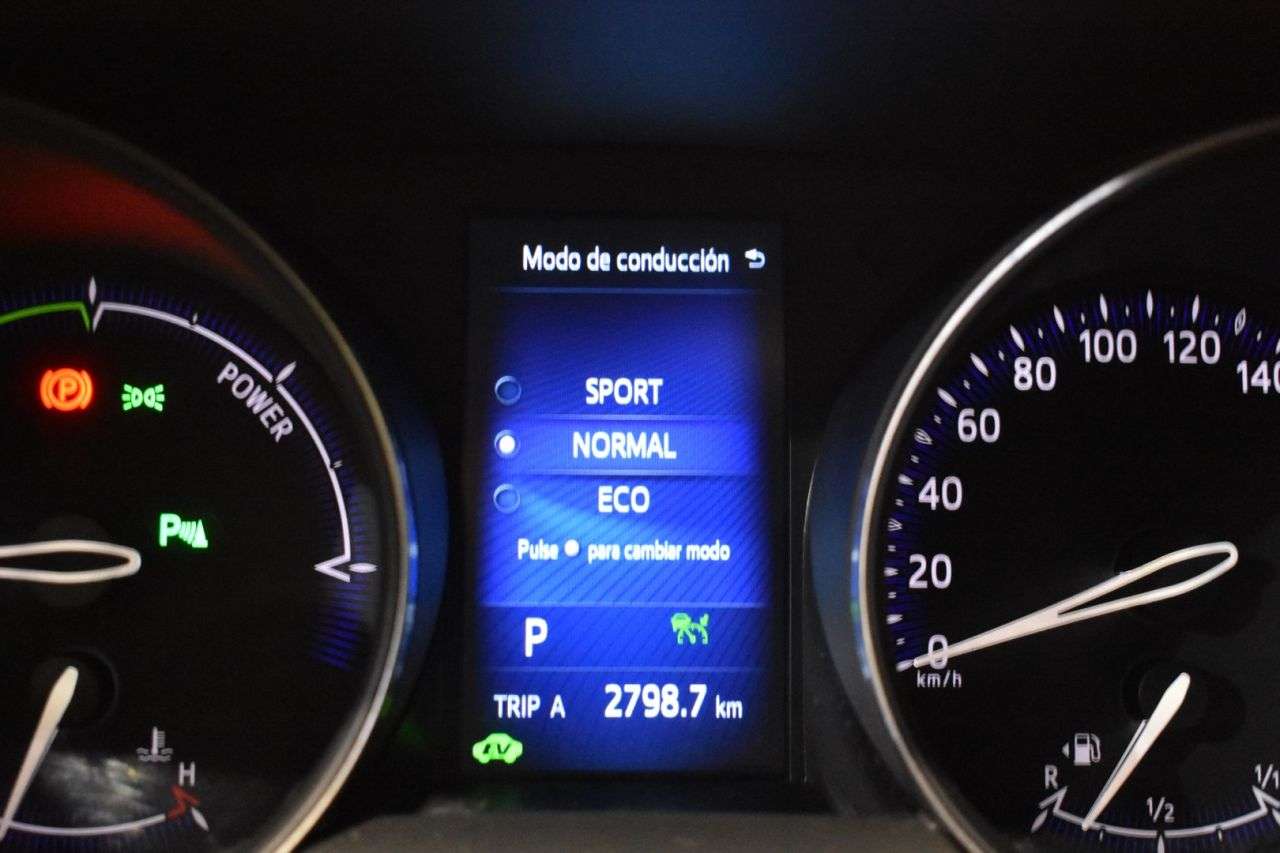 Modo de conducción
SPORT
NORMAL
ECO
Pulse para cambiar modo
P
TRIP A 2798.7 km
EV
POWER
P
P
H
0
20
40
60
80
100
120
140
km/h
R
1/2
1/1